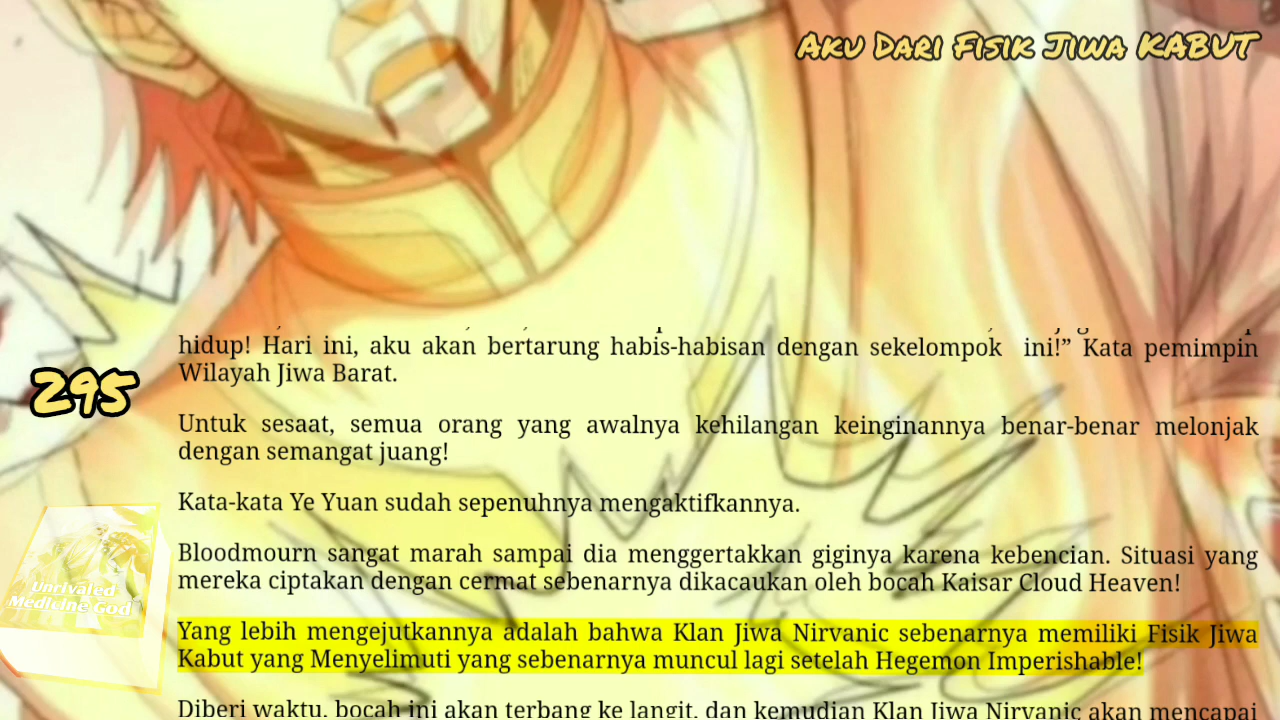 Aku Dari Fisik Jiwa KABUT
hidup! Hari ini, aku akan bertarung habis-habisan dengan sekelompok ini!” Kata pemimpin
Wilayah Jiwa Barat.
295
Untuk sesaat, semua orang yang awalnya kehilangan keinginannya benar-benar melonjak
dengan semangat juang!
Kata-kata Ye Yuan sudah sepenuhnya mengaktifkannya.
Bloodmourn sangat marah sampai dia menggertakkan giginya karena kebencian. Situasi yang
mereka ciptakan dengan cermat sebenarnya dikacaukan oleh bocah Kaisar Cloud Heaven!
Unrivaled
Medicine God
Yang lebih mengejutkannya adalah bahwa Klan Jiwa Nirvanic sebenarnya memiliki Fisik Jiwa
Kabut yang Menyelimuti yang sebenarnya muncul lagi setelah Hegemon Imperishable!
Diberi waktu, bocah ini akan terbang ke langit, dan kemudian Klan Jiwa Nirvanic akan mencapai